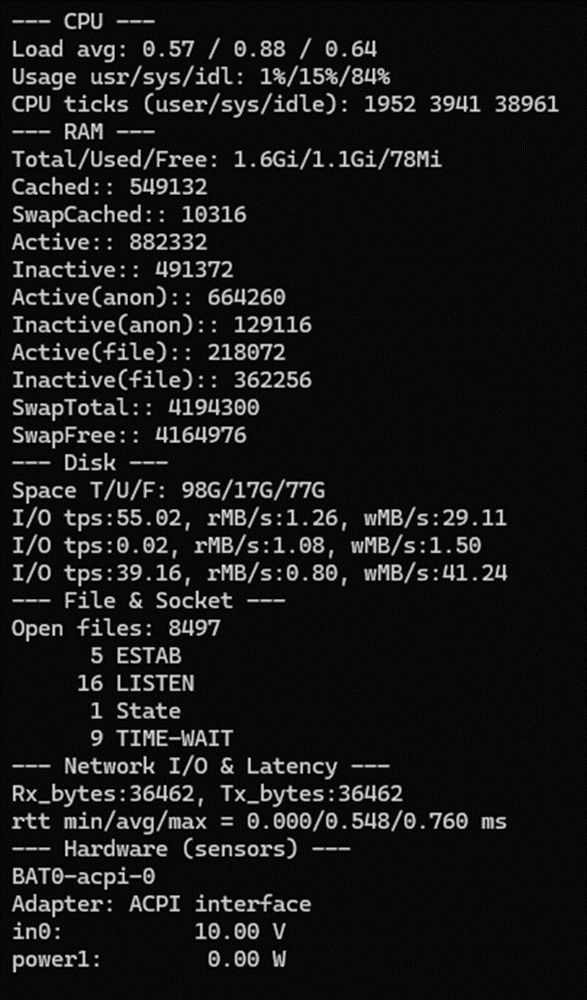 --- CPU ---
Load avg: 0.57 / 0.88 / 0.64
Usage usr/sys/idl: 1%/15%/84%
CPU ticks (user/sys/idle): 1952 3941 38961
--- RAM ---
Total/Used/Free: 1.6Gi/1.1Gi/78Mi
Cached:: 549132
SwapCached:: 10316
Active:: 882332
Inactive:: 491372
Active(anon):: 664260
Inactive(anon):: 129116
Active(file):: 218072
Inactive(file):: 362256
SwapTotal:: 4194300
SwapFree:: 4164976
--- Disk ---
Space T/U/F: 98G/17G/77G
I/O tps:55.02, rMB/s:1.26, wMB/s:29.11
I/O tps:0.02, rMB/s:1.08, wMB/s:1.50
I/O tps:39.16, rMB/s:0.80, wMB/s:41.24
--- File & Socket ---
Open files: 8497
5 ESTAB
16 LISTEN
1 State
9 TIME-WAIT
--- Network I/O & Latency ---
Rx_bytes:36462, Tx_bytes:36462
rtt min/avg/max = 0.000/0.548/0.760 ms
--- Hardware (sensors) ---
BAT0-acpi-0
Adapter: ACPI interface
in0: 10.00 V
power1: 0.00 W